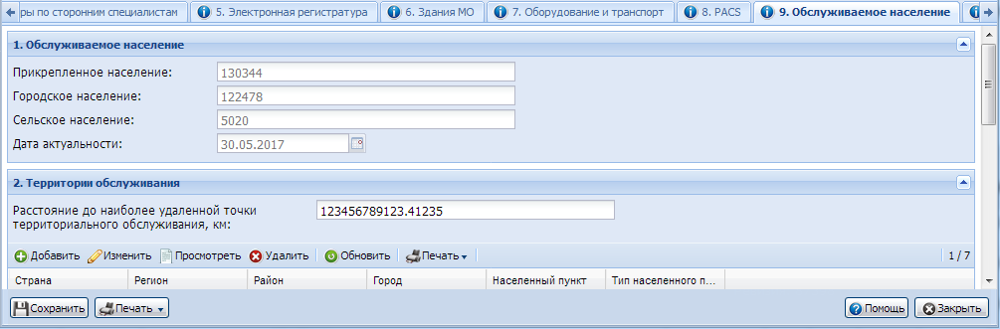 ры по сторонним специалистам 5. Электронная регистратура 6. Здания МО 7. Оборудование и транспорт 8. PACS 9. Обслуживаемое население
1. Обслуживаемое население
Прикрепленное население: 130344
Городское население: 122478
Сельское население: 5020
Дата актуальности: 30.05.2017
2. Территории обслуживания
Расстояние до наиболее удаленной точки
территориального обслуживания, км: 123456789123.41235
Добавить Изменить Просмотреть Удалить Обновить Печать 1 / 7
Страна Регион Район Город Населенный пункт Тип населенного п...
Сохранить Печать Помощь Закрыть